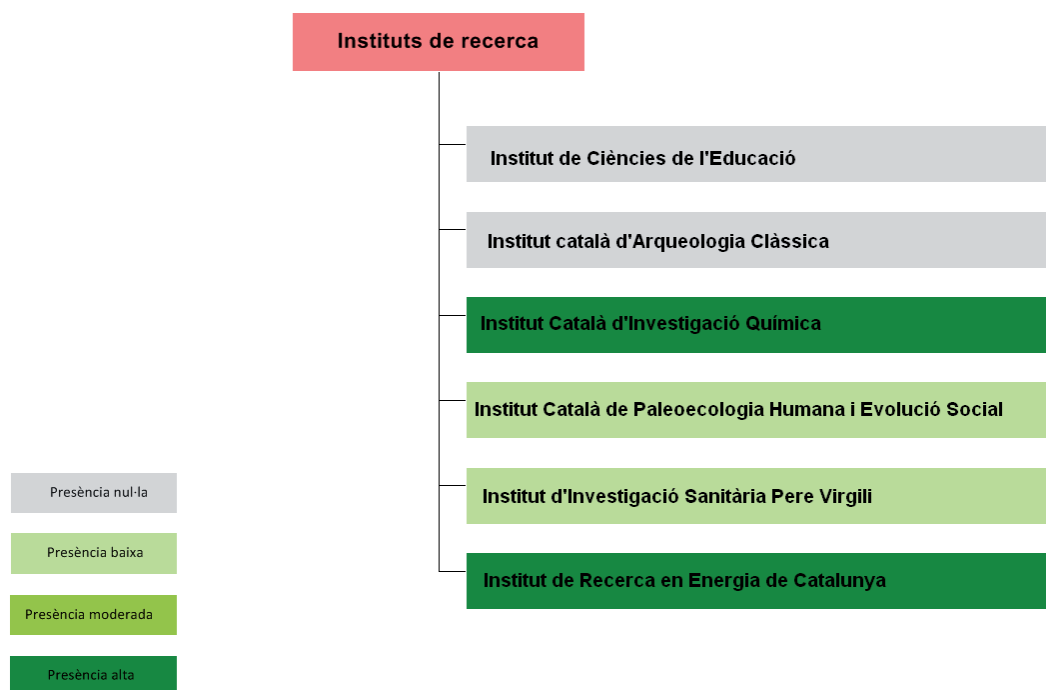 Instituts de recerca
Institut de Ciències de l'Educació
Institut català d'Arqueologia Clàssica
Institut Català d'Investigació Química
Institut Català de Paleoecologia Humana i Evolució Social
Institut d'Investigació Sanitària Pere Virgili
Institut de Recerca en Energia de Catalunya
Presència nul·la
Presència baixa
Presència moderada
Presència alta